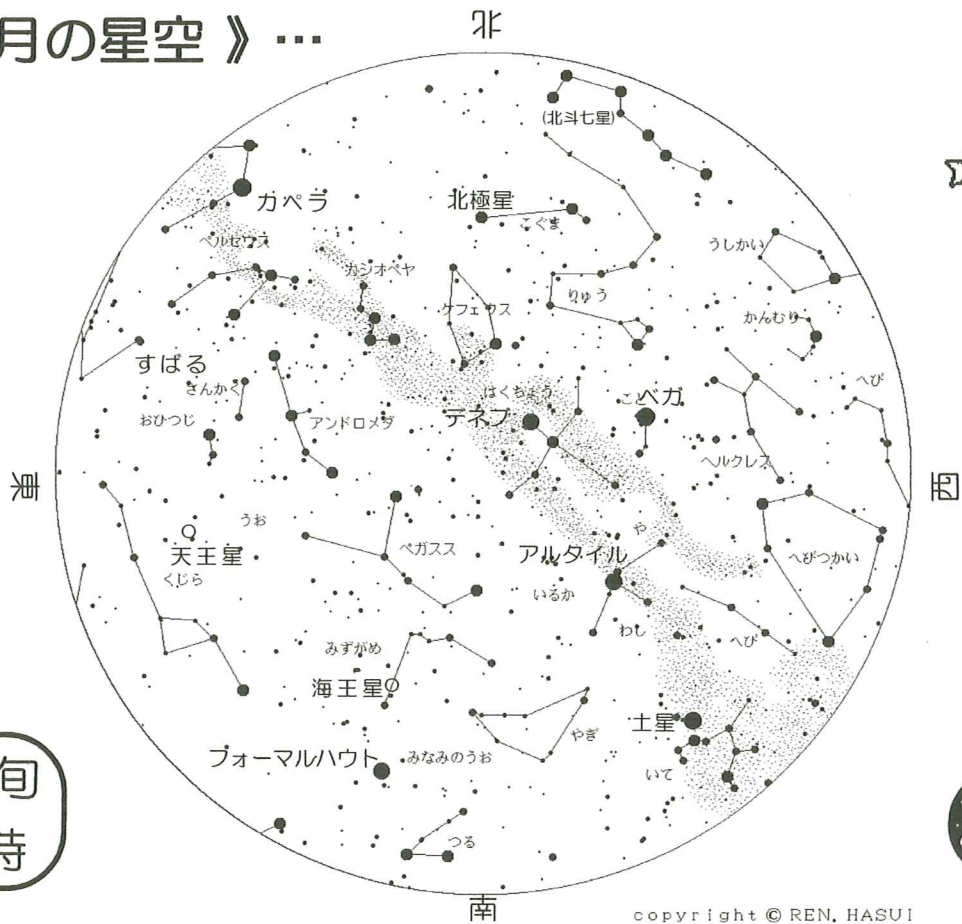 月の星空 》…
北
(北斗七星)
カペラ
北極星
こぐま
うしかい
ペルセウス
カシオペヤ
りゅう
ケフェウス
かんむり
すばる
さんかく
はくちょう
こと
ベガ
へび
おひつじ
アンドロメダ
デネブ
ヘルクレス
東
西
うお
天王星
ペガスス
や
アルタイル
へびつかい
くじら
いるか
わし
へび
みずがめ
海王星
土星
やぎ
フォーマルハウト
みなみのうお
いて
旬
時
つる
南
copyright © REN. HASUI